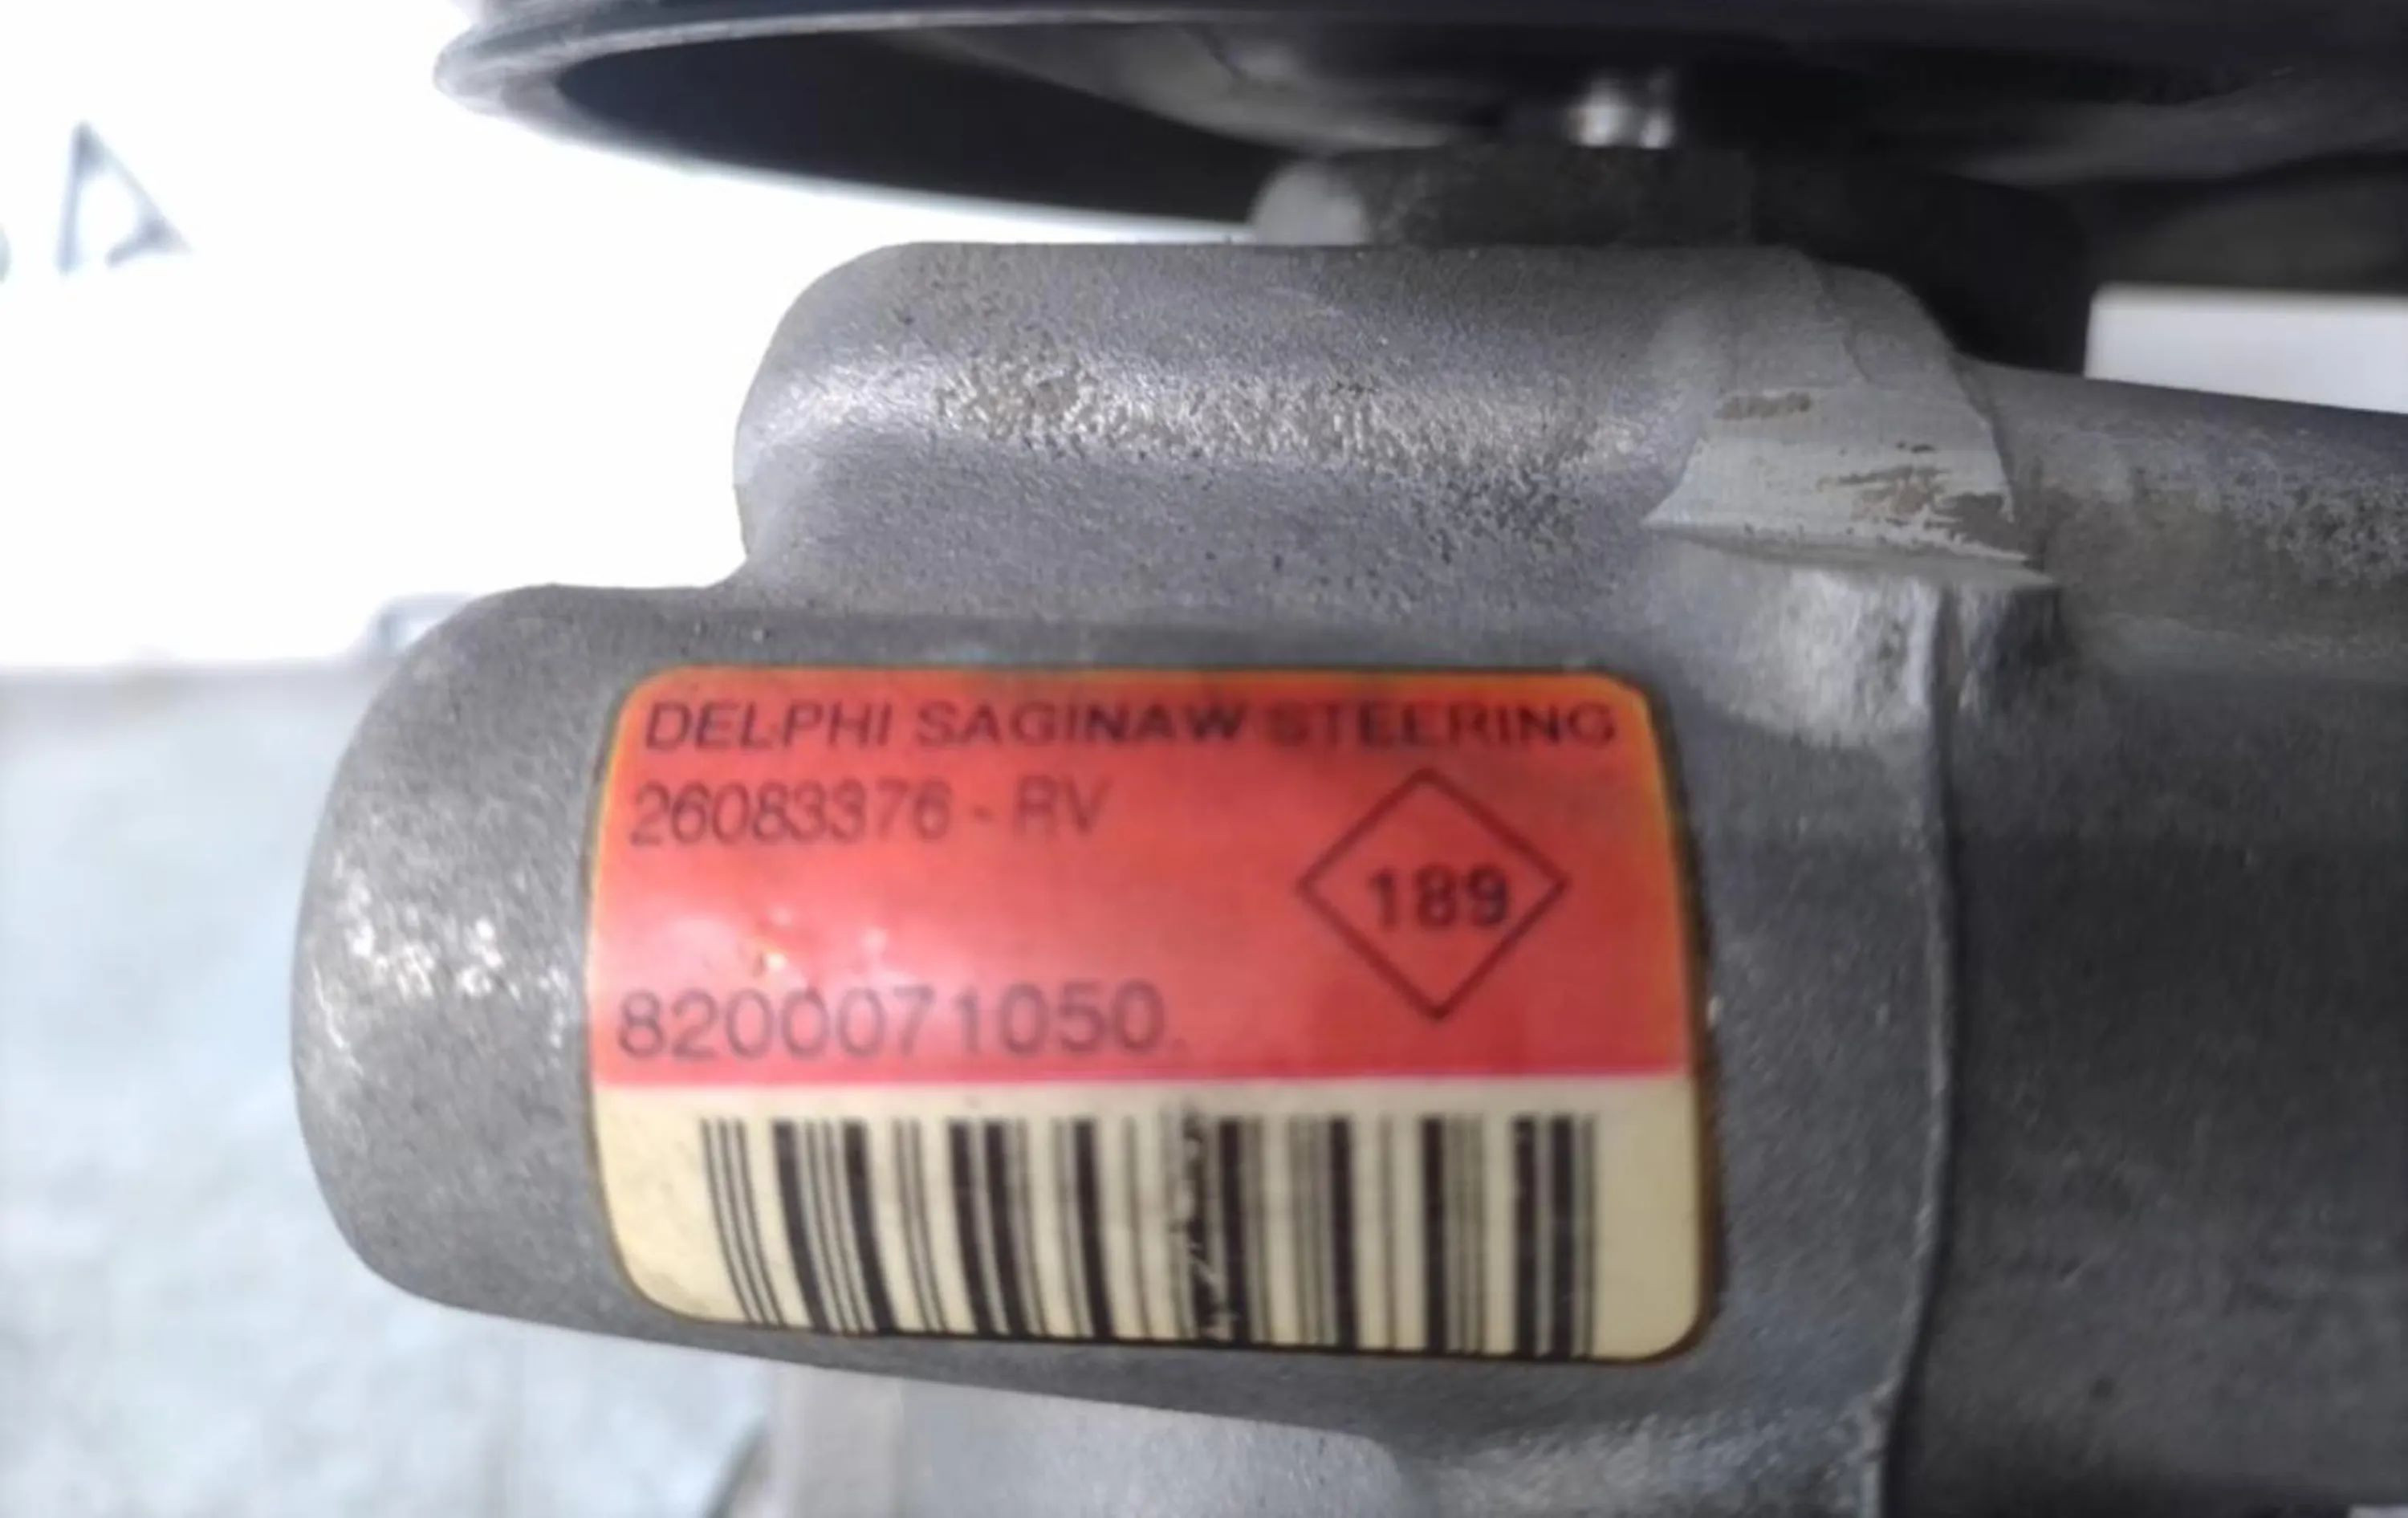 DELPHI SAGINAW STEERING
26083376 - RV
189
8200071050